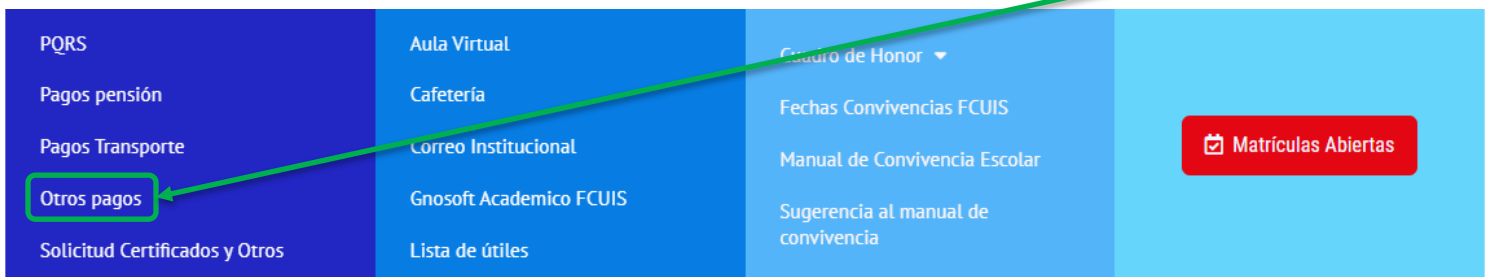 PQRS
Pagos pensión
Pagos Transporte
Otros pagos
Solicitud Certificados y Otros
Aula Virtual
Cafetería
Correo Institucional
Gnosoft Academico FCUIS
Lista de útiles
Cuadro de Honor
Fechas Convivencias FCUIS
Manual de Convivencia Escolar
Sugerencia al manual de
convivencia
Matrículas Abiertas